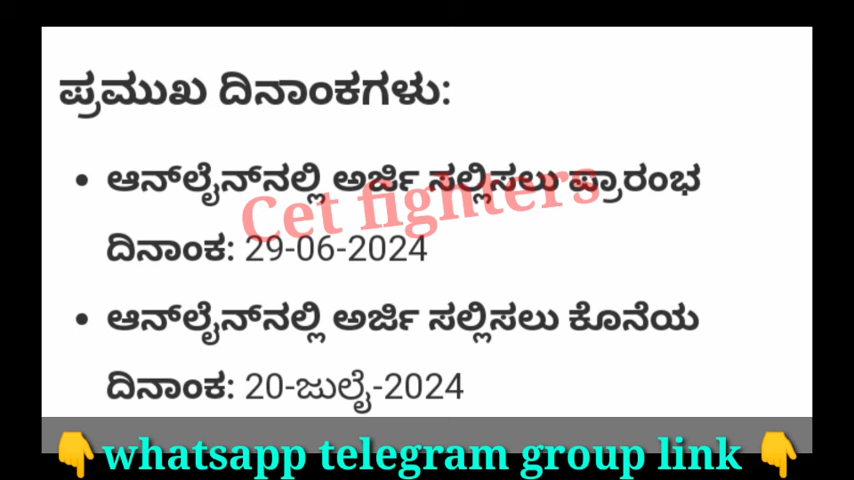 ಪ್ರಮುಖ ದಿನಾಂಕಗಳು:
• ಆನ್‌ಲೈನ್‌ನಲ್ಲಿ ಅರ್ಜಿ ಸಲ್ಲಿಸಲು ಪ್ರಾರಂಭ
ದಿನಾಂಕ: 29-06-2024
Cet fighters
• ಆನ್‌ಲೈನ್‌ನಲ್ಲಿ ಅರ್ಜಿ ಸಲ್ಲಿಸಲು ಕೊನೆಯ
ದಿನಾಂಕ: 20-ಜುಲೈ-2024
👇whatsapp telegram group link 👇